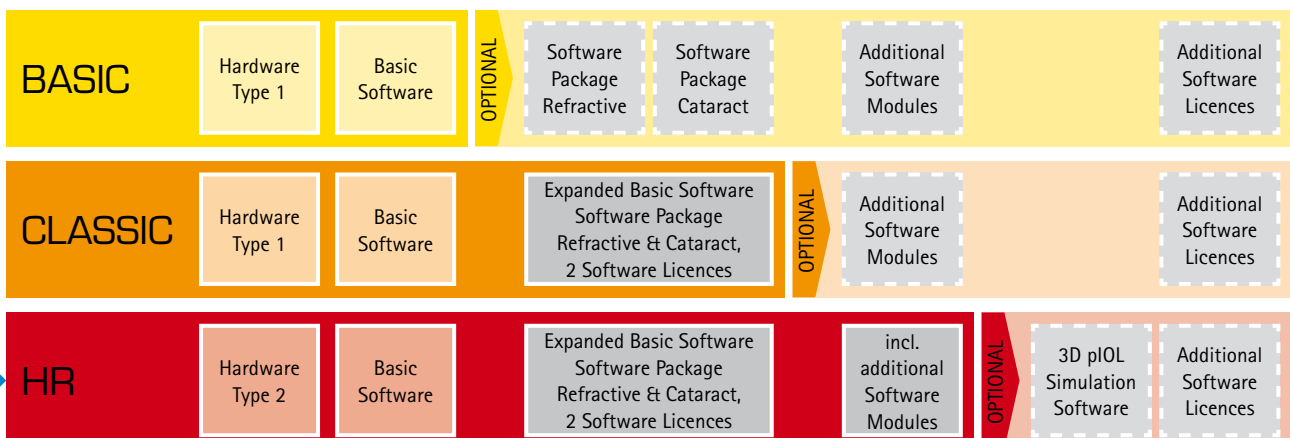 BASIC
Hardware
Type 1
Basic
Software
OPTIONAL
Software
Package
Refractive
Software
Package
Cataract
Additional
Software
Modules
Additional
Software
Licences
CLASSIC
Hardware
Type 1
Basic
Software
Expanded Basic Software
Software Package
Refractive & Cataract,
2 Software Licences
OPTIONAL
Additional
Software
Modules
Additional
Software
Licences
HR
Hardware
Type 2
Basic
Software
Expanded Basic Software
Software Package
Refractive & Cataract,
2 Software Licences
incl.
additional
Software
Modules
OPTIONAL
3D pIOL
Simulation
Software
Additional
Software
Licences